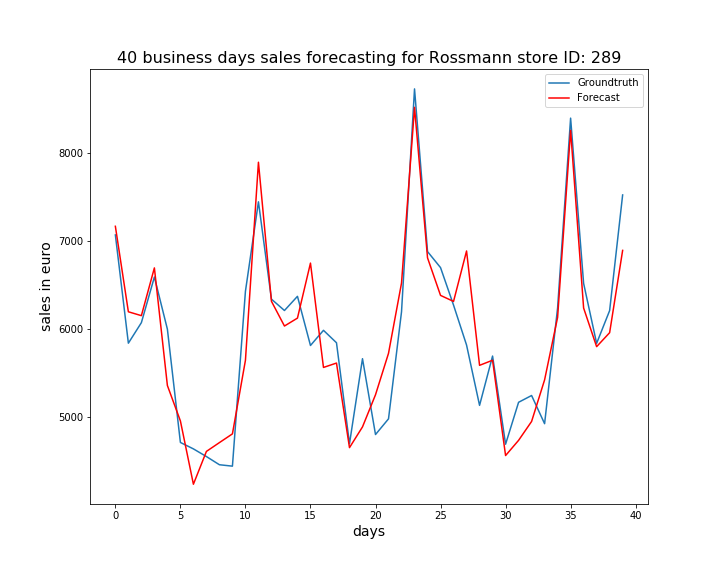 40 business days sales forecasting for Rossmann store ID: 289
Groundtruth
Forecast
sales in euro
8000
7000
6000
5000
0 5 10 15 20 25 30 35 40
days